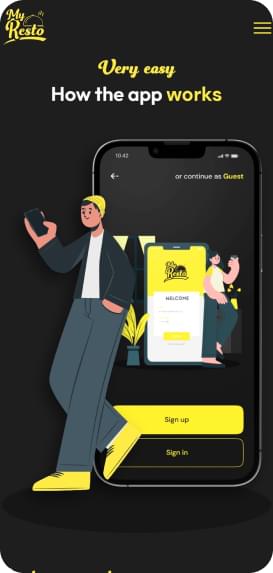 My
Resto
Very easy
How the app works
10:42
or continue as Guest
My
Resto
WELCOME
Sign up
Sign in